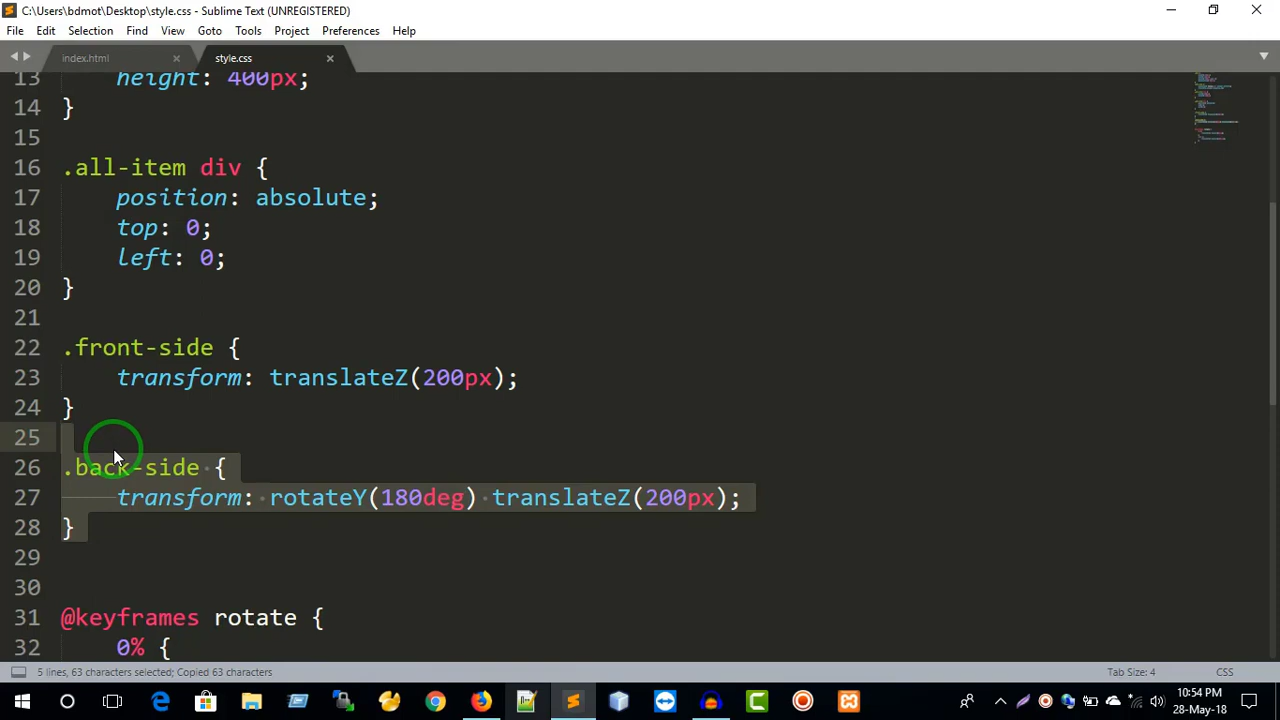 C:\Users\bdmot\Desktop\style.css - Sublime Text (UNREGISTERED)
File Edit Selection Find View Goto Tools Project Preferences Help
index.html style.css
13 height: 400px;
14 }
15
16 .all-item div {
17 position: absolute;
18 top: 0;
19 left: 0;
20 }
21
22 .front-side {
23 transform: translateZ(200px);
24 }
25
26 .back-side {
27 transform: rotateY(180deg) translateZ(200px);
28 }
29
30
31 @keyframes rotate {
32 0% {
5 lines, 63 characters selected; Copied 63 characters Tab Size: 4 CSS
10:54 PM
28-May-18